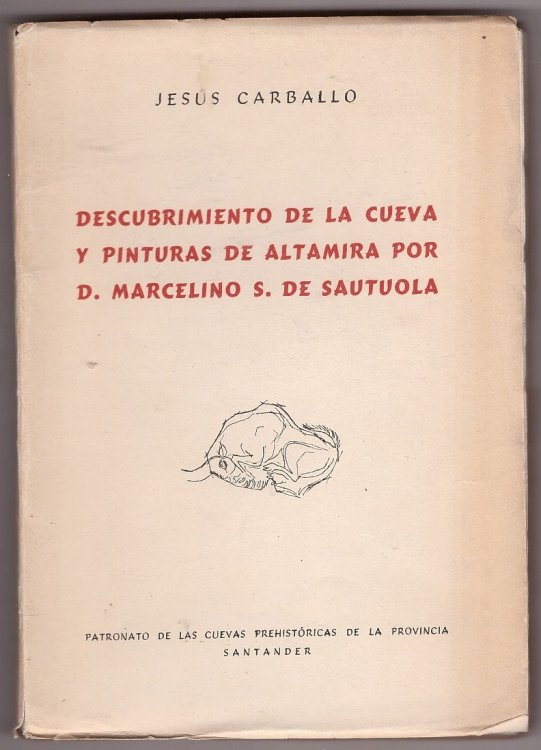 JESÚS CARBALLO
DESCUBRIMIENTO DE LA CUEVA
Y PINTURAS DE ALTAMIRA POR
D. MARCELINO S. DE SAUTUOLA
PATRONATO DE LAS CUEVAS PREHISTÓRICAS DE LA PROVINCIA
SANTANDER